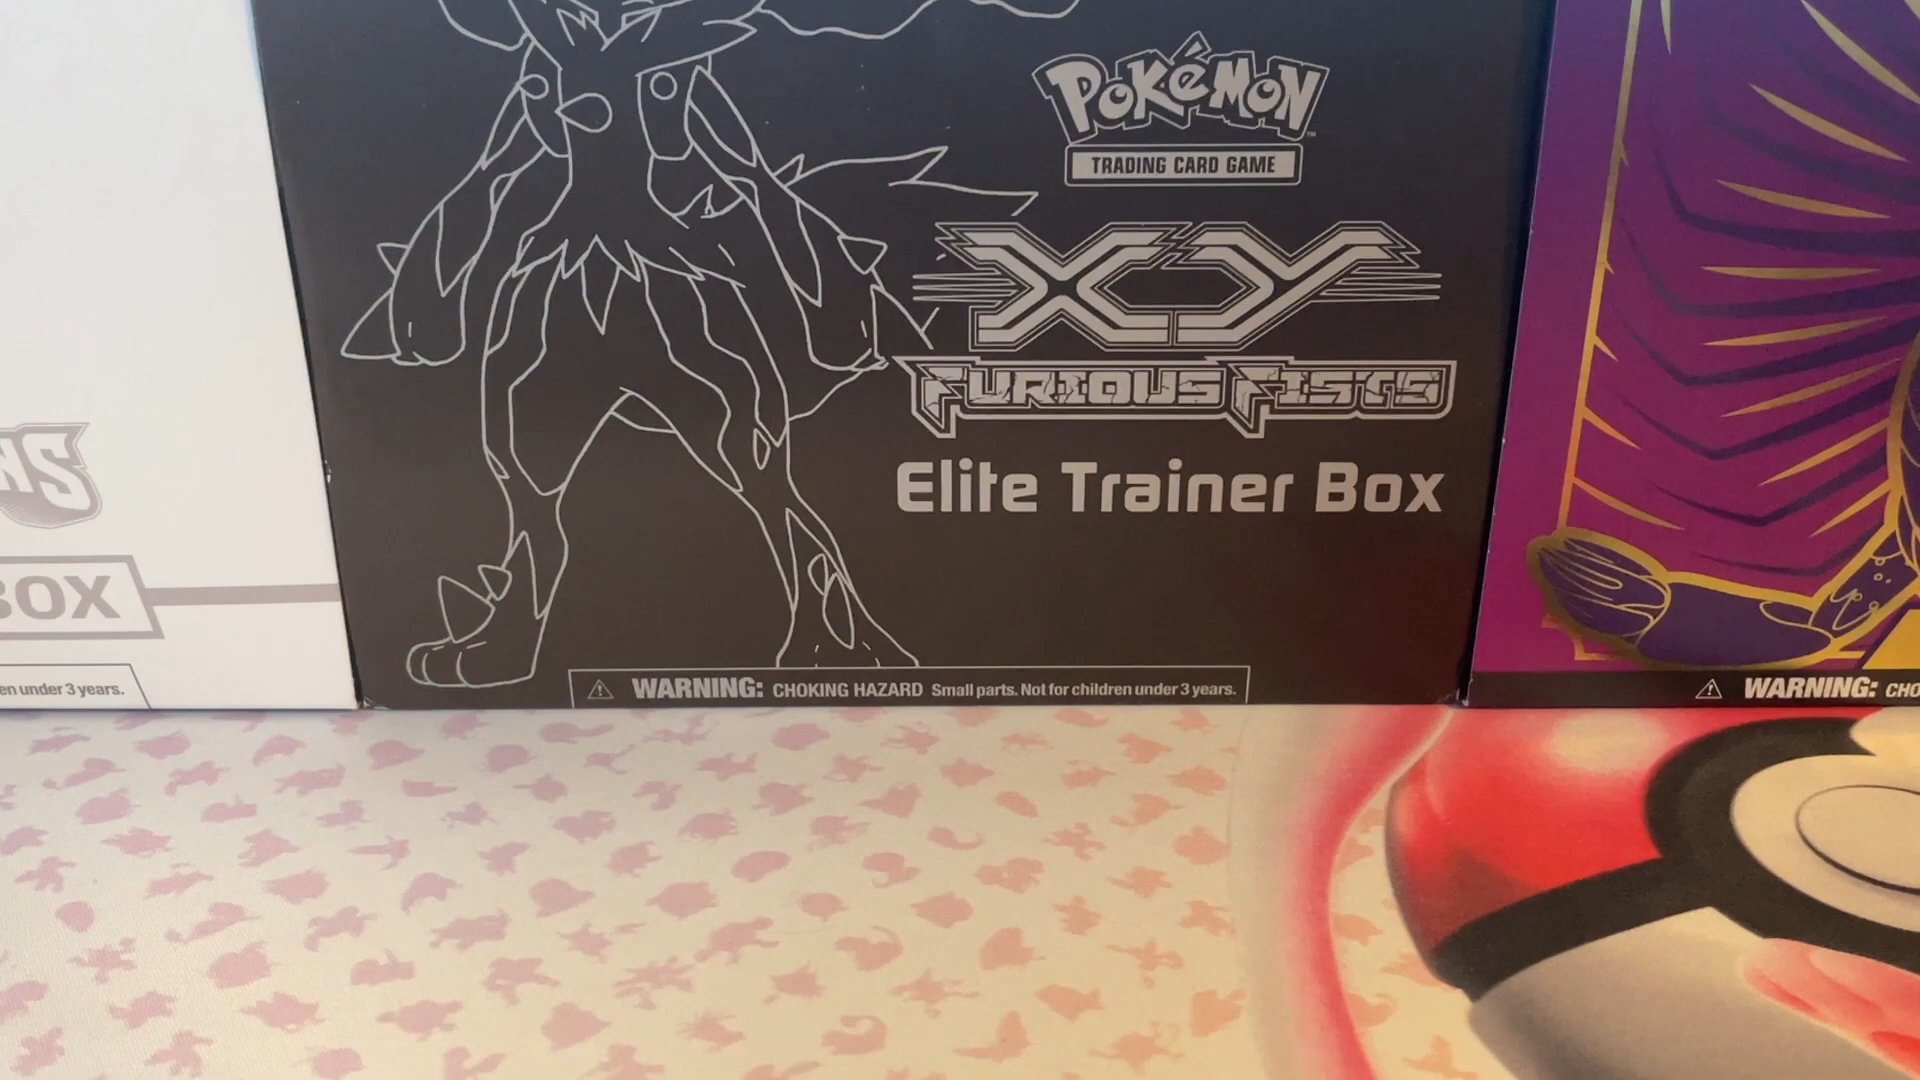 POKéMON
TRADING CARD GAME
XY
FURIOUS FISTS
Elite Trainer Box
WARNING: CHOKING HAZARD Small parts. Not for children under 3 years.
BOX
under 3 years.
WARNING: